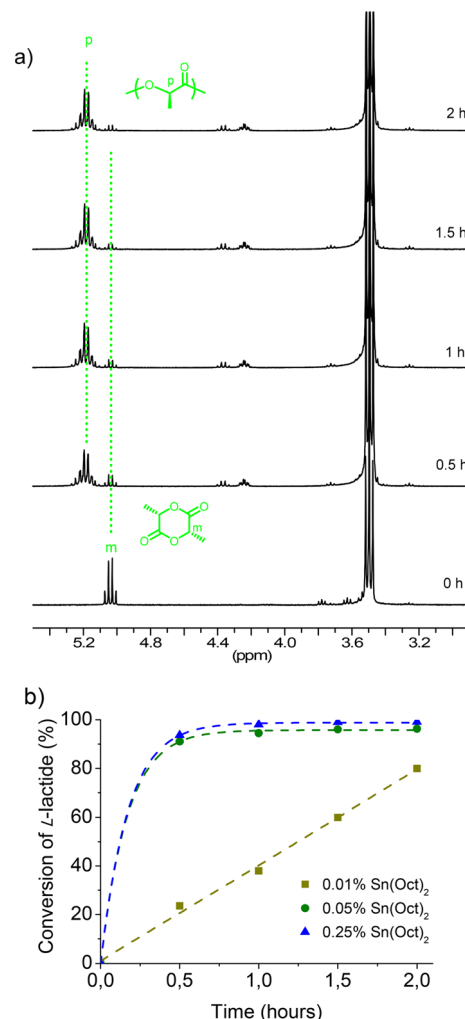 a)
p
O
p
O
2 h
1.5 h
1 h
0.5 h
O
O
m
O
O
m
0 h
5.2 4.8 4.4 4.0 3.6 3.2
(ppm)
b)
Conversion of L-lactide (%)
100
80
60
40
20
0
0.01% Sn(Oct)₂
0.05% Sn(Oct)₂
0.25% Sn(Oct)₂
0,0 0,5 1,0 1,5 2,0
Time (hours)